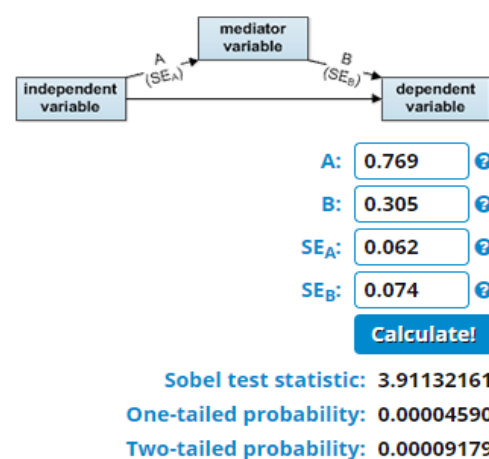 mediator
variable
A
(SEA)
B
(SEB)
independent
variable
dependent
variable
A: 0.769 ?
B: 0.305 ?
SEA: 0.062 ?
SEB: 0.074 ?
Calculate!
Sobel test statistic: 3.91132161
One-tailed probability: 0.00004590
Two-tailed probability: 0.00009179